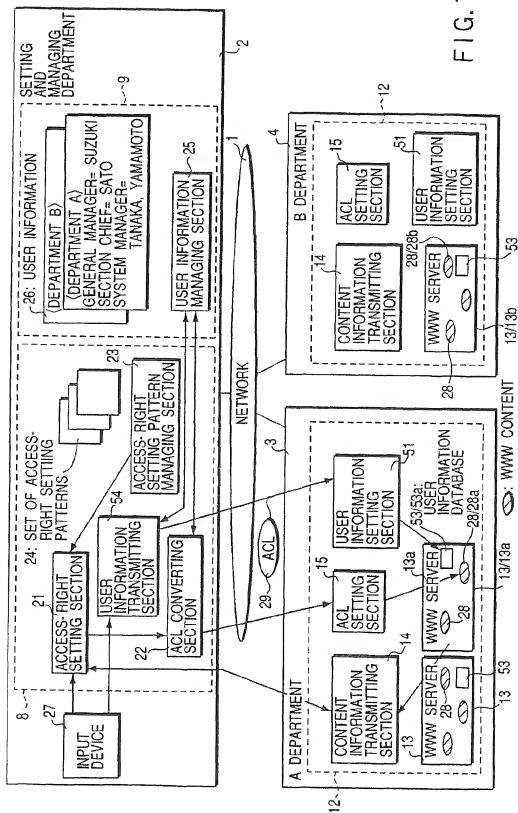 FIG.
SETTING
AND
MANAGING
DEPARTMENT
2
9
8
26: USER INFORMATION
(DEPARTMENT B)
(DEPARTMENT A)
GENERAL MANAGER= SUZUKI
SECTION CHIEF= SATO
SYSTEM MANAGER=
TANAKA, YAMAMOTO
25
USER INFORMATION
MANAGING SECTION
24: SET OF ACCESS-
RIGHT SETTING
PATTERNS
23
ACCESS-RIGHT
SETTING PATTERN
MANAGING SECTION
21
ACCESS-RIGHT
SETTING SECTION
54
USER
INFORMATION
TRANSMITTING
SECTION
22
ACL CONVERTING
SECTION
27
INPUT
DEVICE
1
NETWORK
ACL
29
A DEPARTMENT
3
12
14
CONTENT
INFORMATION
TRANSMITTING
SECTION
15
ACL
SETTING
SECTION
51
USER
INFORMATION
SETTING
SECTION
53/53a:
USER
INFORMATION
DATABASE
13
WWW SERVER
28
53
13
13a
WWW SERVER
28
28/28a
13/13a
B DEPARTMENT
4
12
14
CONTENT
INFORMATION
TRANSMITTING
SECTION
15
ACL
SETTING
SECTION
51
USER
INFORMATION
SETTING
SECTION
WWW SERVER
28/28b
28
53
13/13b
: WWW CONTENT